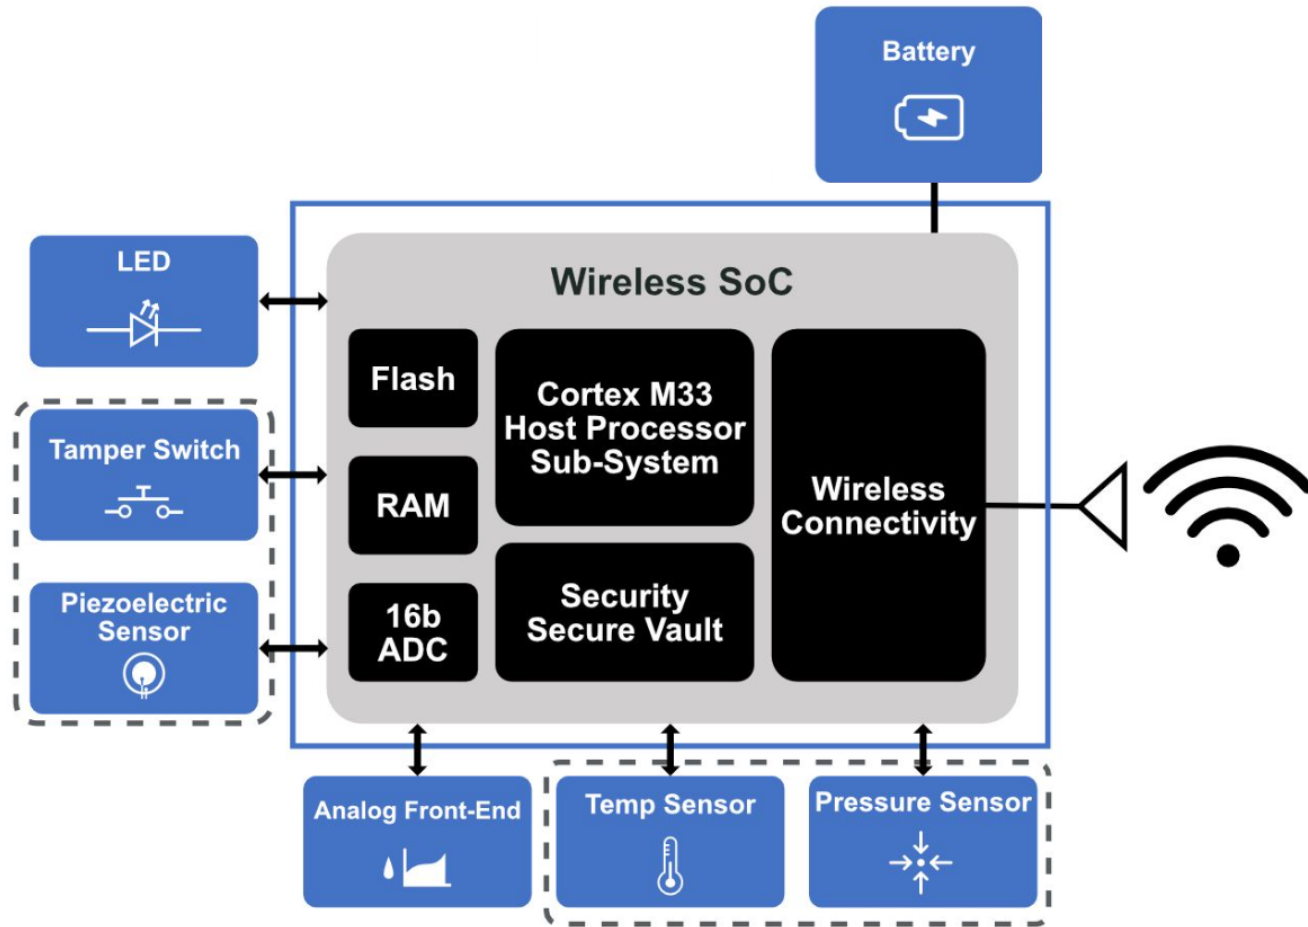 Battery
LED
Wireless SoC
Flash
Cortex M33
Host Processor
Sub-System
Tamper Switch
RAM
Wireless
Connectivity
Piezoelectric
Sensor
16b
ADC
Security
Secure Vault
Analog Front-End
Temp Sensor
Pressure Sensor